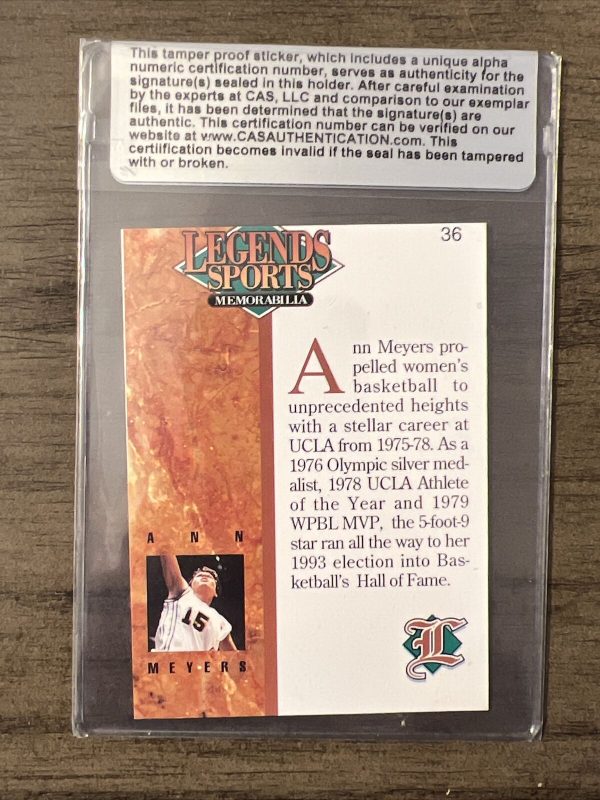 This tamper proof sticker, which includes a unique alpha
numeric certification number, serves as authenticity for the
signature(s) sealed in this holder. After careful examination
by the experts at CAS, LLC and comparison to our exemplar
files, it has been determined that the signature(s) are
authentic. This certification number can be verified on our
website at www.CASAUTHENTICATION.com. This
certiification becomes invalid if the seal has been tampered
with or broken.
LEGENDS
SPORTS
MEMORABILIA
36
Ann Meyers pro-
pelled women's
basketball to
unprecedented heights
with a stellar career at
UCLA from 1975-78. As a
1976 Olympic silver med-
alist, 1978 UCLA Athlete
of the Year and 1979
WPBL MVP, the 5-foot-9
star ran all the way to her
1993 election into Bas-
ketball's Hall of Fame.
ANN
15
MEYERS
L